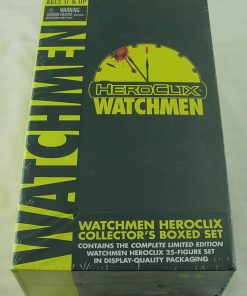 AGES 17 & UP
WARNING:
WATCHMEN
HEROCLIX
WATCHMEN
WATCHMEN HEROCLIX
COLLECTOR'S BOXED SET
CONTAINS THE COMPLETE LIMITED EDITION
WATCHMEN HEROCLIX 25-FIGURE SET
IN DISPLAY-QUALITY PACKAGING